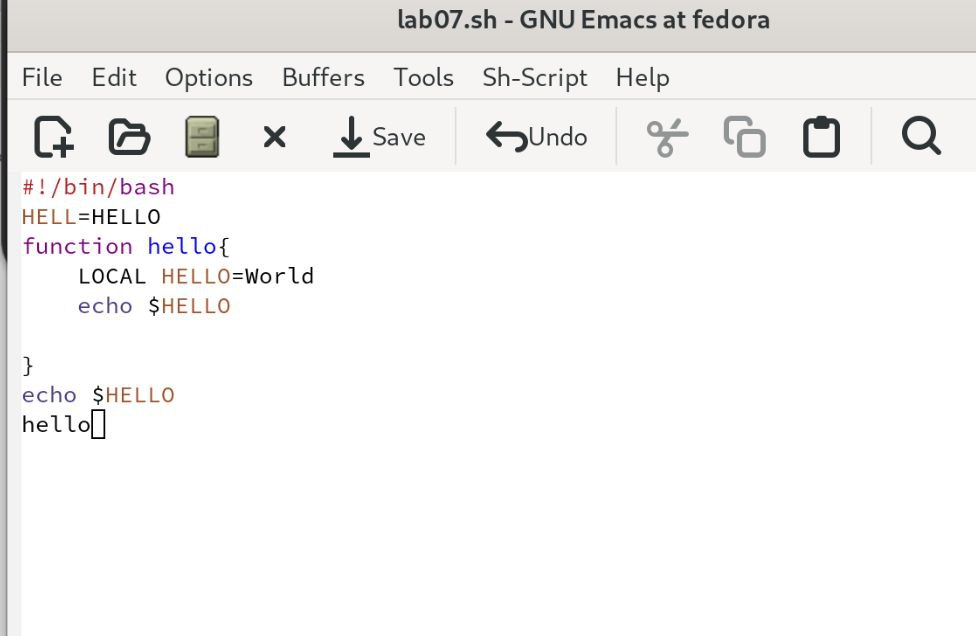 lab07.sh - GNU Emacs at fedora
File Edit Options Buffers Tools Sh-Script Help
Save Undo
#!/bin/bash
HELL=HELLO
function hello{
    LOCAL HELLO=World
    echo $HELLO
}
echo $HELLO
hello